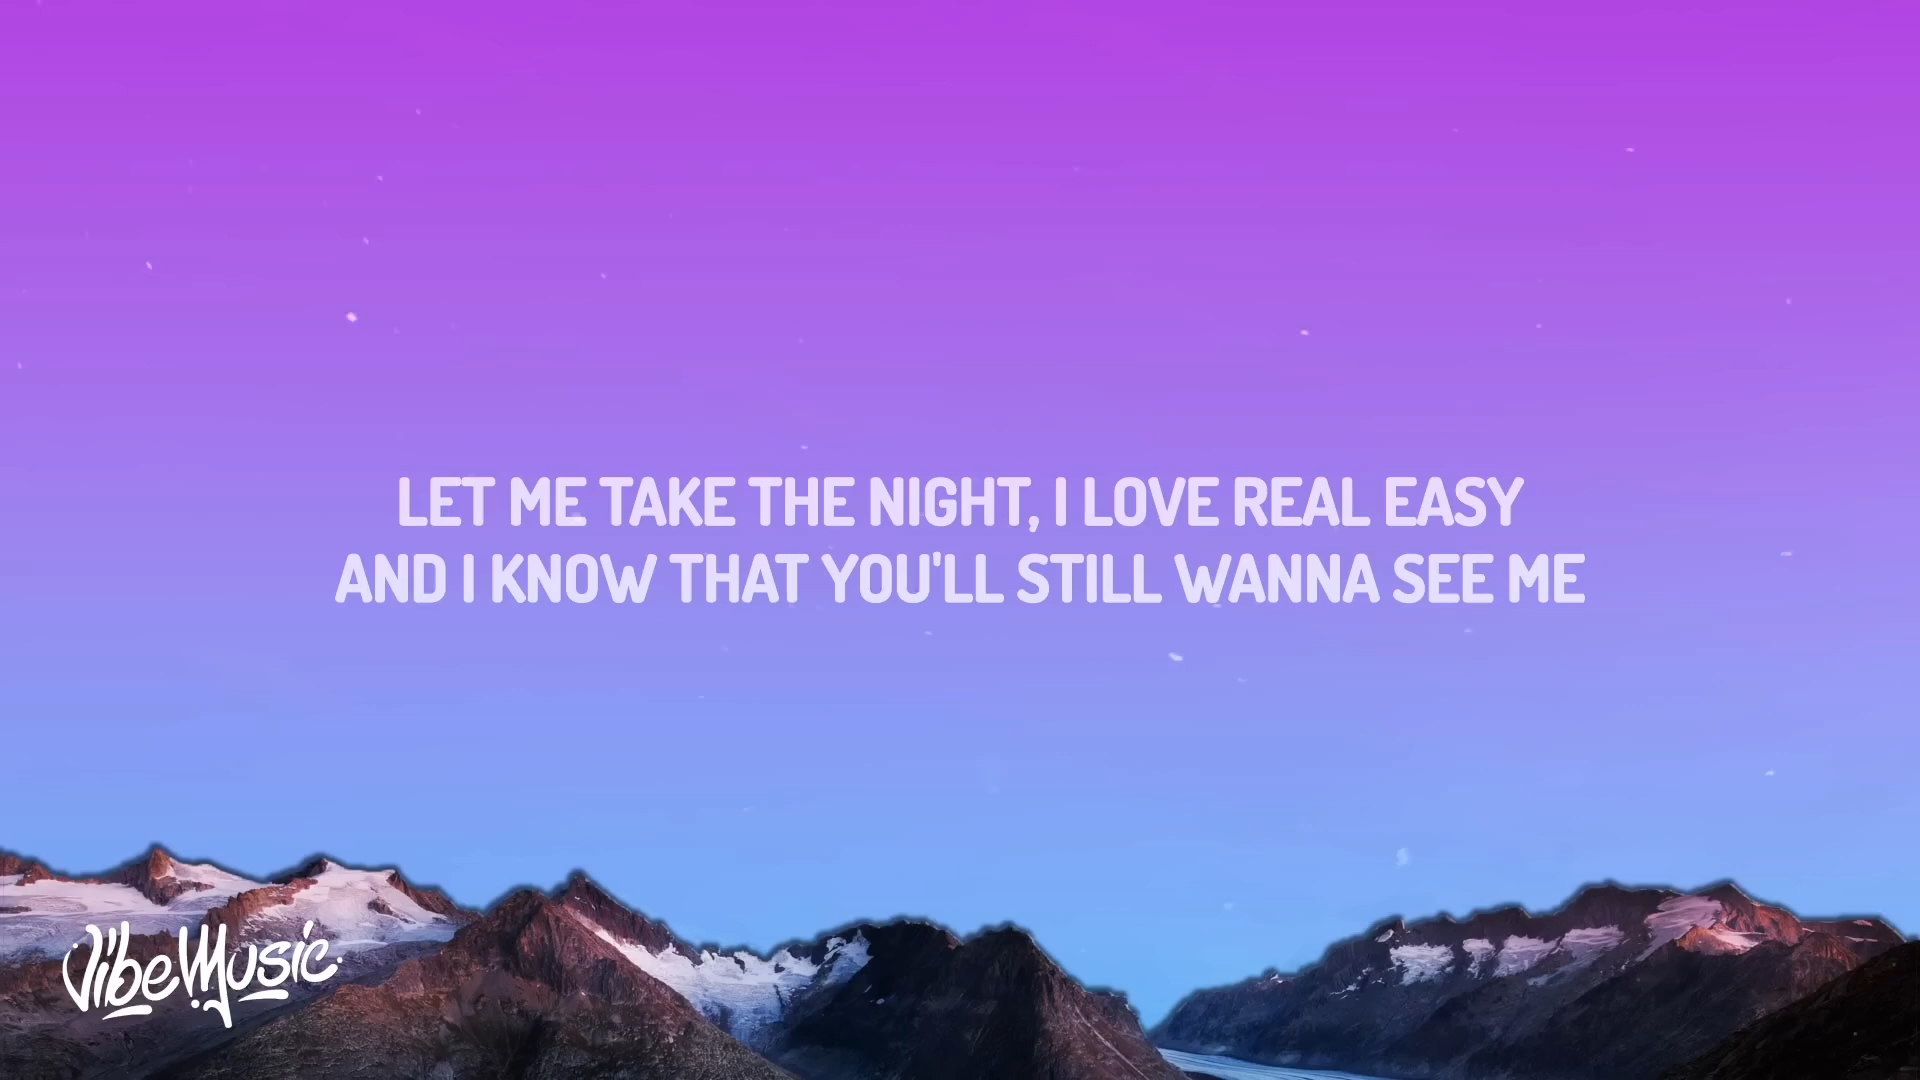 LET ME TAKE THE NIGHT, I LOVE REAL EASY
AND I KNOW THAT YOU'LL STILL WANNA SEE ME
VibeMusic